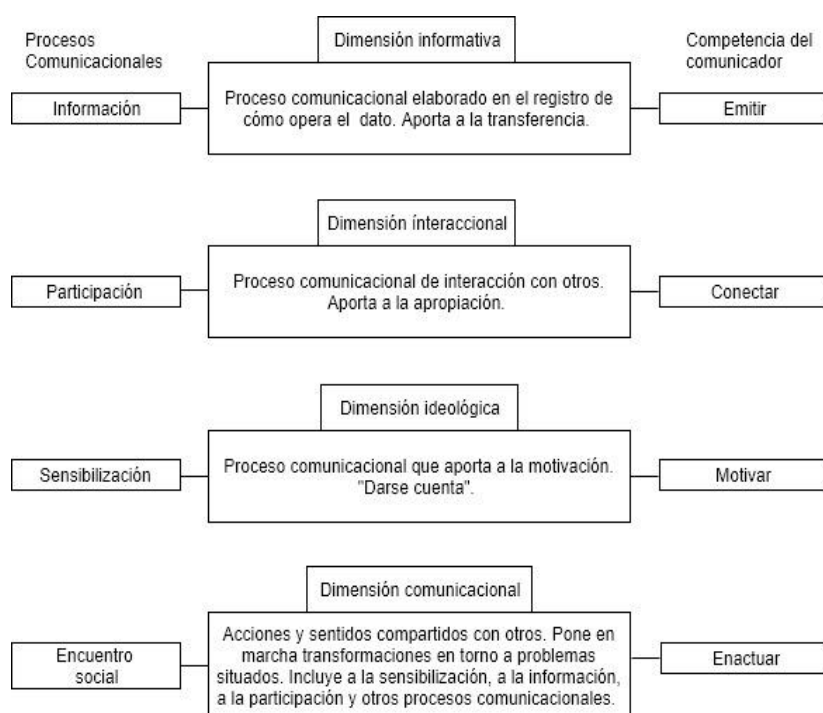 Procesos
Comunicacionales
Dimensión informativa
Competencia del
comunicador
Información
Proceso comunicacional elaborado en el registro de
cómo opera el dato. Aporta a la transferencia.
Emitir
Dimensión ínteraccional
Participación
Proceso comunicacional de interacción con otros.
Aporta a la apropiación.
Conectar
Dimensión ideológica
Sensibilización
Proceso comunicacional que aporta a la motivación.
"Darse cuenta".
Motivar
Dimensión comunicacional
Encuentro
social
Acciones y sentidos compartidos con otros. Pone en
marcha transformaciones en torno a problemas
situados. Incluye a la sensibilización, a la información,
a la participación y otros procesos comunicacionales.
Enactuar